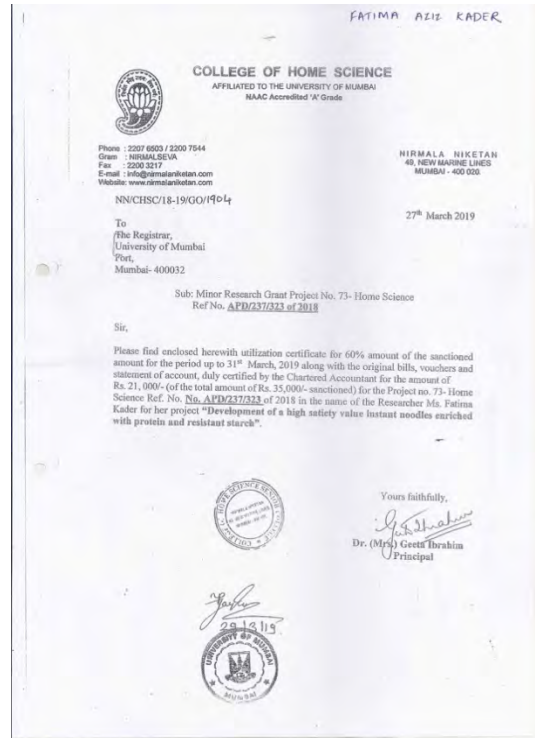 FATIMA AZIZ KADER
COLLEGE OF HOME SCIENCE
AFFILIATED TO THE UNIVERSITY OF MUMBAI
NAAC Accredited 'A' Grade
Phone : 2207 6503 / 2200 7544
Gram : NIRMALSEVA
Fax : 2200 3217
E-mail : info@nirmalaniketan.com
Website: www.nirmalaniketan.com
NIRMALA NIKETAN
49, NEW MARINE LINES
MUMBAI - 400 020
NN/CHSC/18-19/GO/1904
27th March 2019
To
The Registrar,
University of Mumbai
Fort,
Mumbai- 400032
Sub: Minor Research Grant Project No. 73- Home Science
Ref No. APD/237/323 of 2018
Sir,
Please find enclosed herewith utilization certificate for 60% amount of the sanctioned
amount for the period up to 31st March, 2019 along with the original bills, vouchers and
statement of account, duly certified by the Chartered Accountant for the amount of
Rs. 21, 000/- (of the total amount of Rs. 35,000/- sanctioned) for the Project no. 73- Home
Science Ref. No. No. APD/237/323 of 2018 in the name of the Researcher Ms. Fatima
Kader for her project "Development of a high satiety value instant noodles enriched
with protein and resistant starch".
Yours faithfully,
Dr. (Mrs.) Geeta Ibrahim
Principal
29/3/19
UNIVERSITY OF MUMBAI
MUMBAI